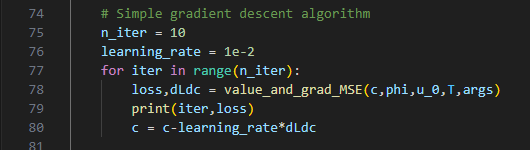 74 # Simple gradient descent algorithm
75 n_iter = 10
76 learning_rate = 1e-2
77 for iter in range(n_iter):
78 loss,dLdc = value_and_grad_MSE(c,phi,u_0,T,args)
79 print(iter,loss)
80 c = c-learning_rate*dLdc
81